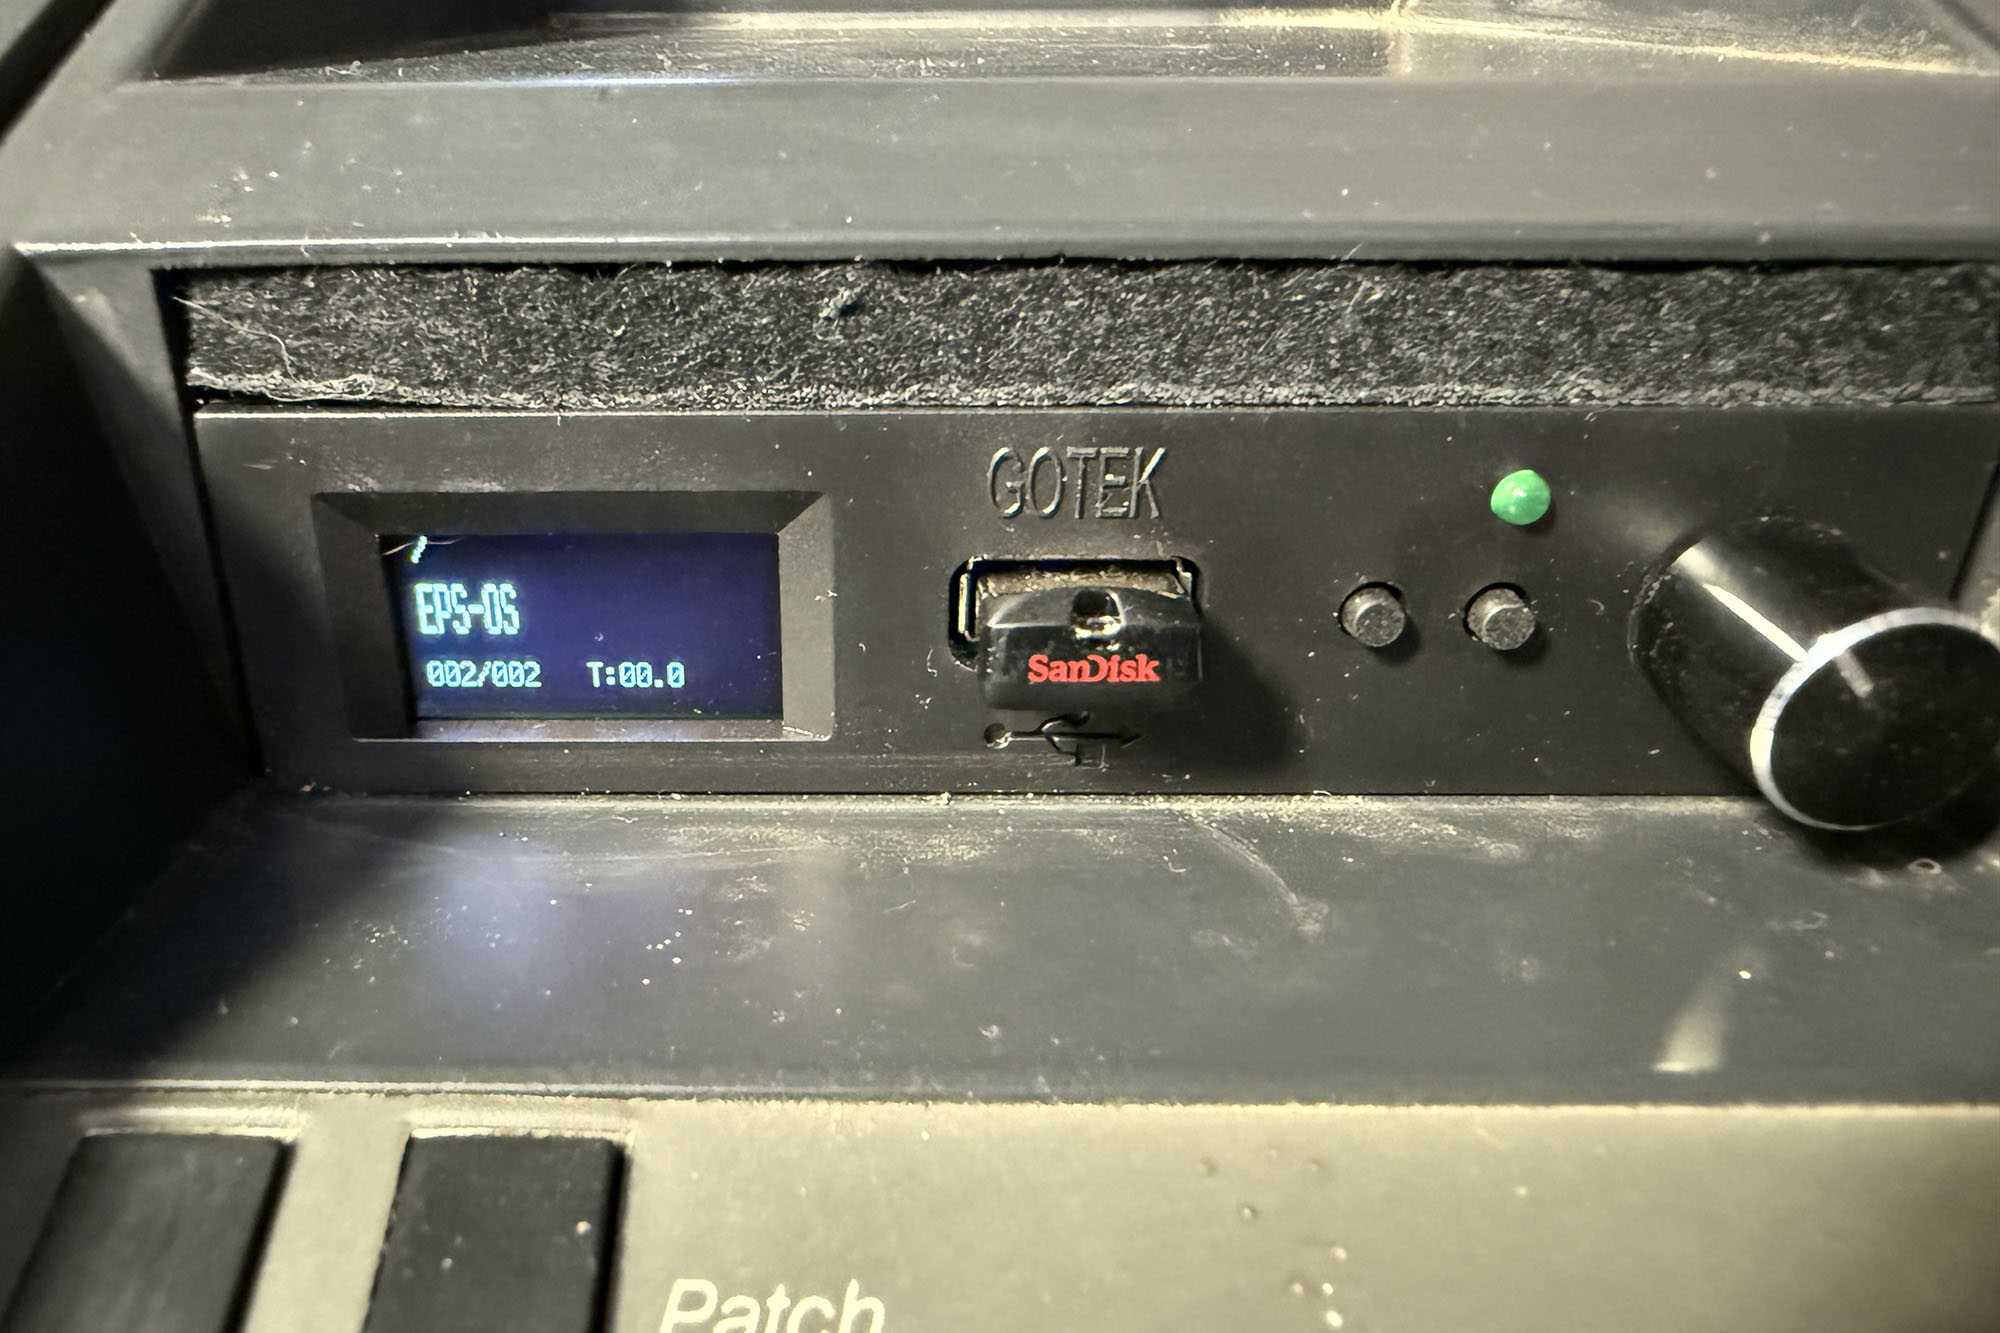 GOTEK
/
EPS-OS
002/002 T:00.0
SanDisk
Patch